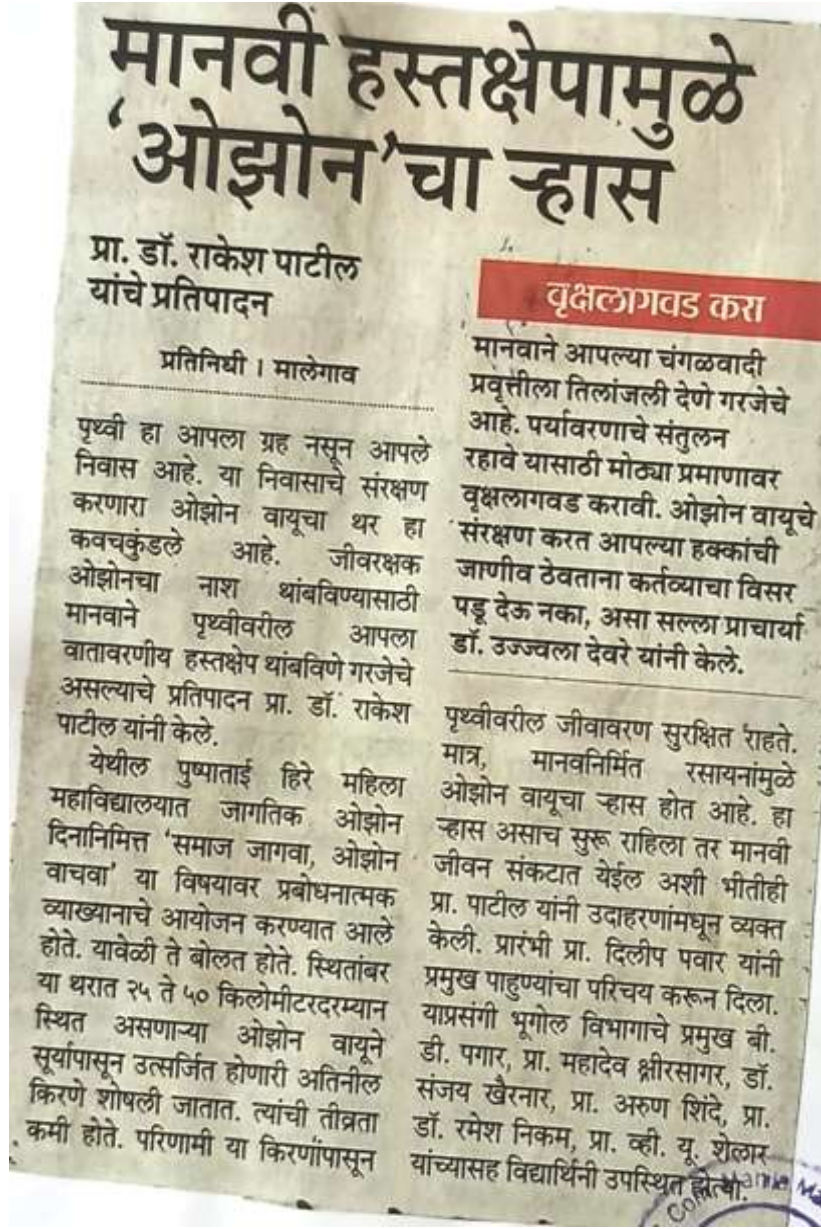 मानवी हस्तक्षेपामुळे
‘ओझोन’चा ऱ्हास
प्रा. डॉ. राकेश पाटील
यांचे प्रतिपादन
प्रतिनिधी । मालेगाव
पृथ्वी हा आपला ग्रह नसून आपले
निवास आहे. या निवासाचे संरक्षण
करणारा ओझोन वायूचा थर हा
कवचकुंडले आहे. जीवरक्षक
ओझोनचा नाश थांबविण्यासाठी
मानवाने पृथ्वीवरील आपला
वातावरणीय हस्तक्षेप थांबविणे गरजेचे
असल्याचे प्रतिपादन प्रा. डॉ. राकेश
पाटील यांनी केले.
येथील पुष्पाताई हिरे महिला
महाविद्यालयात जागतिक ओझोन
दिनानिमित्त ‘समाज जागवा, ओझोन
वाचवा’ या विषयावर प्रबोधनात्मक
व्याख्यानाचे आयोजन करण्यात आले
होते. यावेळी ते बोलत होते. स्थितांबर
या थरात २५ ते ५० किलोमीटरदरम्यान
स्थित असणाऱ्या ओझोन वायूने
सूर्यापासून उत्सर्जित होणारी अतिनील
किरणे शोषली जातात. त्यांची तीव्रता
कमी होते. परिणामी या किरणांपासून
वृक्षलागवड करा
मानवाने आपल्या चंगळवादी
प्रवृत्तीला तिलांजली देणे गरजेचे
आहे. पर्यावरणाचे संतुलन
रहावे यासाठी मोठ्या प्रमाणावर
वृक्षलागवड करावी. ओझोन वायूचे
संरक्षण करत आपल्या हक्कांची
जाणीव ठेवताना कर्तव्याचा विसर
पडू देऊ नका, असा सल्ला प्राचार्या
डॉ. उज्ज्वला देवरे यांनी केले.
पृथ्वीवरील जीवावरण सुरक्षित राहते.
मात्र, मानवनिर्मित रसायनांमुळे
ओझोन वायूचा ऱ्हास होत आहे. हा
ऱ्हास असाच सुरू राहिला तर मानवी
जीवन संकटात येईल अशी भीतीही
प्रा. पाटील यांनी उदाहरणांमधून व्यक्त
केली. प्रारंभी प्रा. दिलीप पवार यांनी
प्रमुख पाहुण्यांचा परिचय करून दिला.
याप्रसंगी भूगोल विभागाचे प्रमुख बी.
डी. पगार, प्रा. महादेव क्षीरसागर, डॉ.
संजय खैरनार, प्रा. अरुण शिंदे, प्रा.
डॉ. रमेश निकम, प्रा. व्ही. यू. शेलार
यांच्यासह विद्यार्थिनी उपस्थित होत्या.